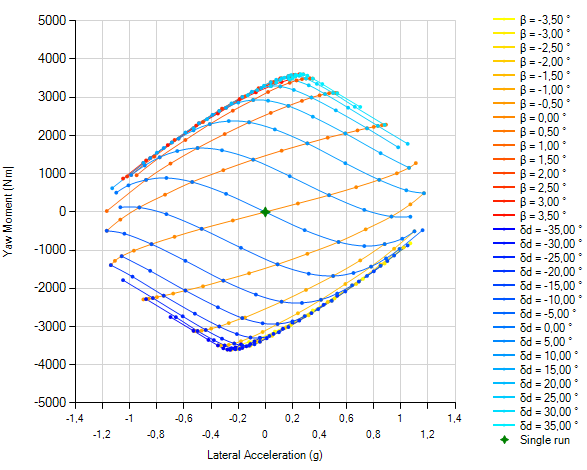 5000
4000
3000
2000
1000
0
-1000
-2000
-3000
-4000
-5000
Yaw Moment [Nm]
-1,4 -1 -0,6 -0,2 0,2 0,6 1 1,4
-1,2 -0,8 -0,4 0 0,4 0,8 1,2
Lateral Acceleration (g)
β = -3,50 °
β = -3,00 °
β = -2,50 °
β = -2,00 °
β = -1,50 °
β = -1,00 °
β = -0,50 °
β = 0,00 °
β = 0,50 °
β = 1,00 °
β = 1,50 °
β = 2,00 °
β = 2,50 °
β = 3,00 °
β = 3,50 °
δd = -35,00 °
δd = -30,00 °
δd = -25,00 °
δd = -20,00 °
δd = -15,00 °
δd = -10,00 °
δd = -5,00 °
δd = 0,00 °
δd = 5,00 °
δd = 10,00 °
δd = 15,00 °
δd = 20,00 °
δd = 25,00 °
δd = 30,00 °
δd = 35,00 °
Single run